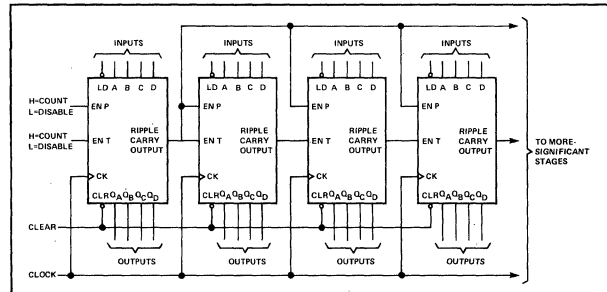 INPUTS INPUTS INPUTS INPUTS
LD A B C D LD A B C D LD A B C D LD A B C D
H=COUNT
L=DISABLE
EN P EN P EN P EN P
H=COUNT
L=DISABLE
EN T RIPPLE CARRY OUTPUT EN T RIPPLE CARRY OUTPUT EN T RIPPLE CARRY OUTPUT EN T RIPPLE CARRY OUTPUT
TO MORE-
SIGNIFICANT
STAGES
CK CK CK CK
CLR QA QB QC QD CLR QA QB QC QD CLR QA QB QC QD CLR QA QB QC QD
CLEAR
OUTPUTS OUTPUTS OUTPUTS OUTPUTS
CLOCK